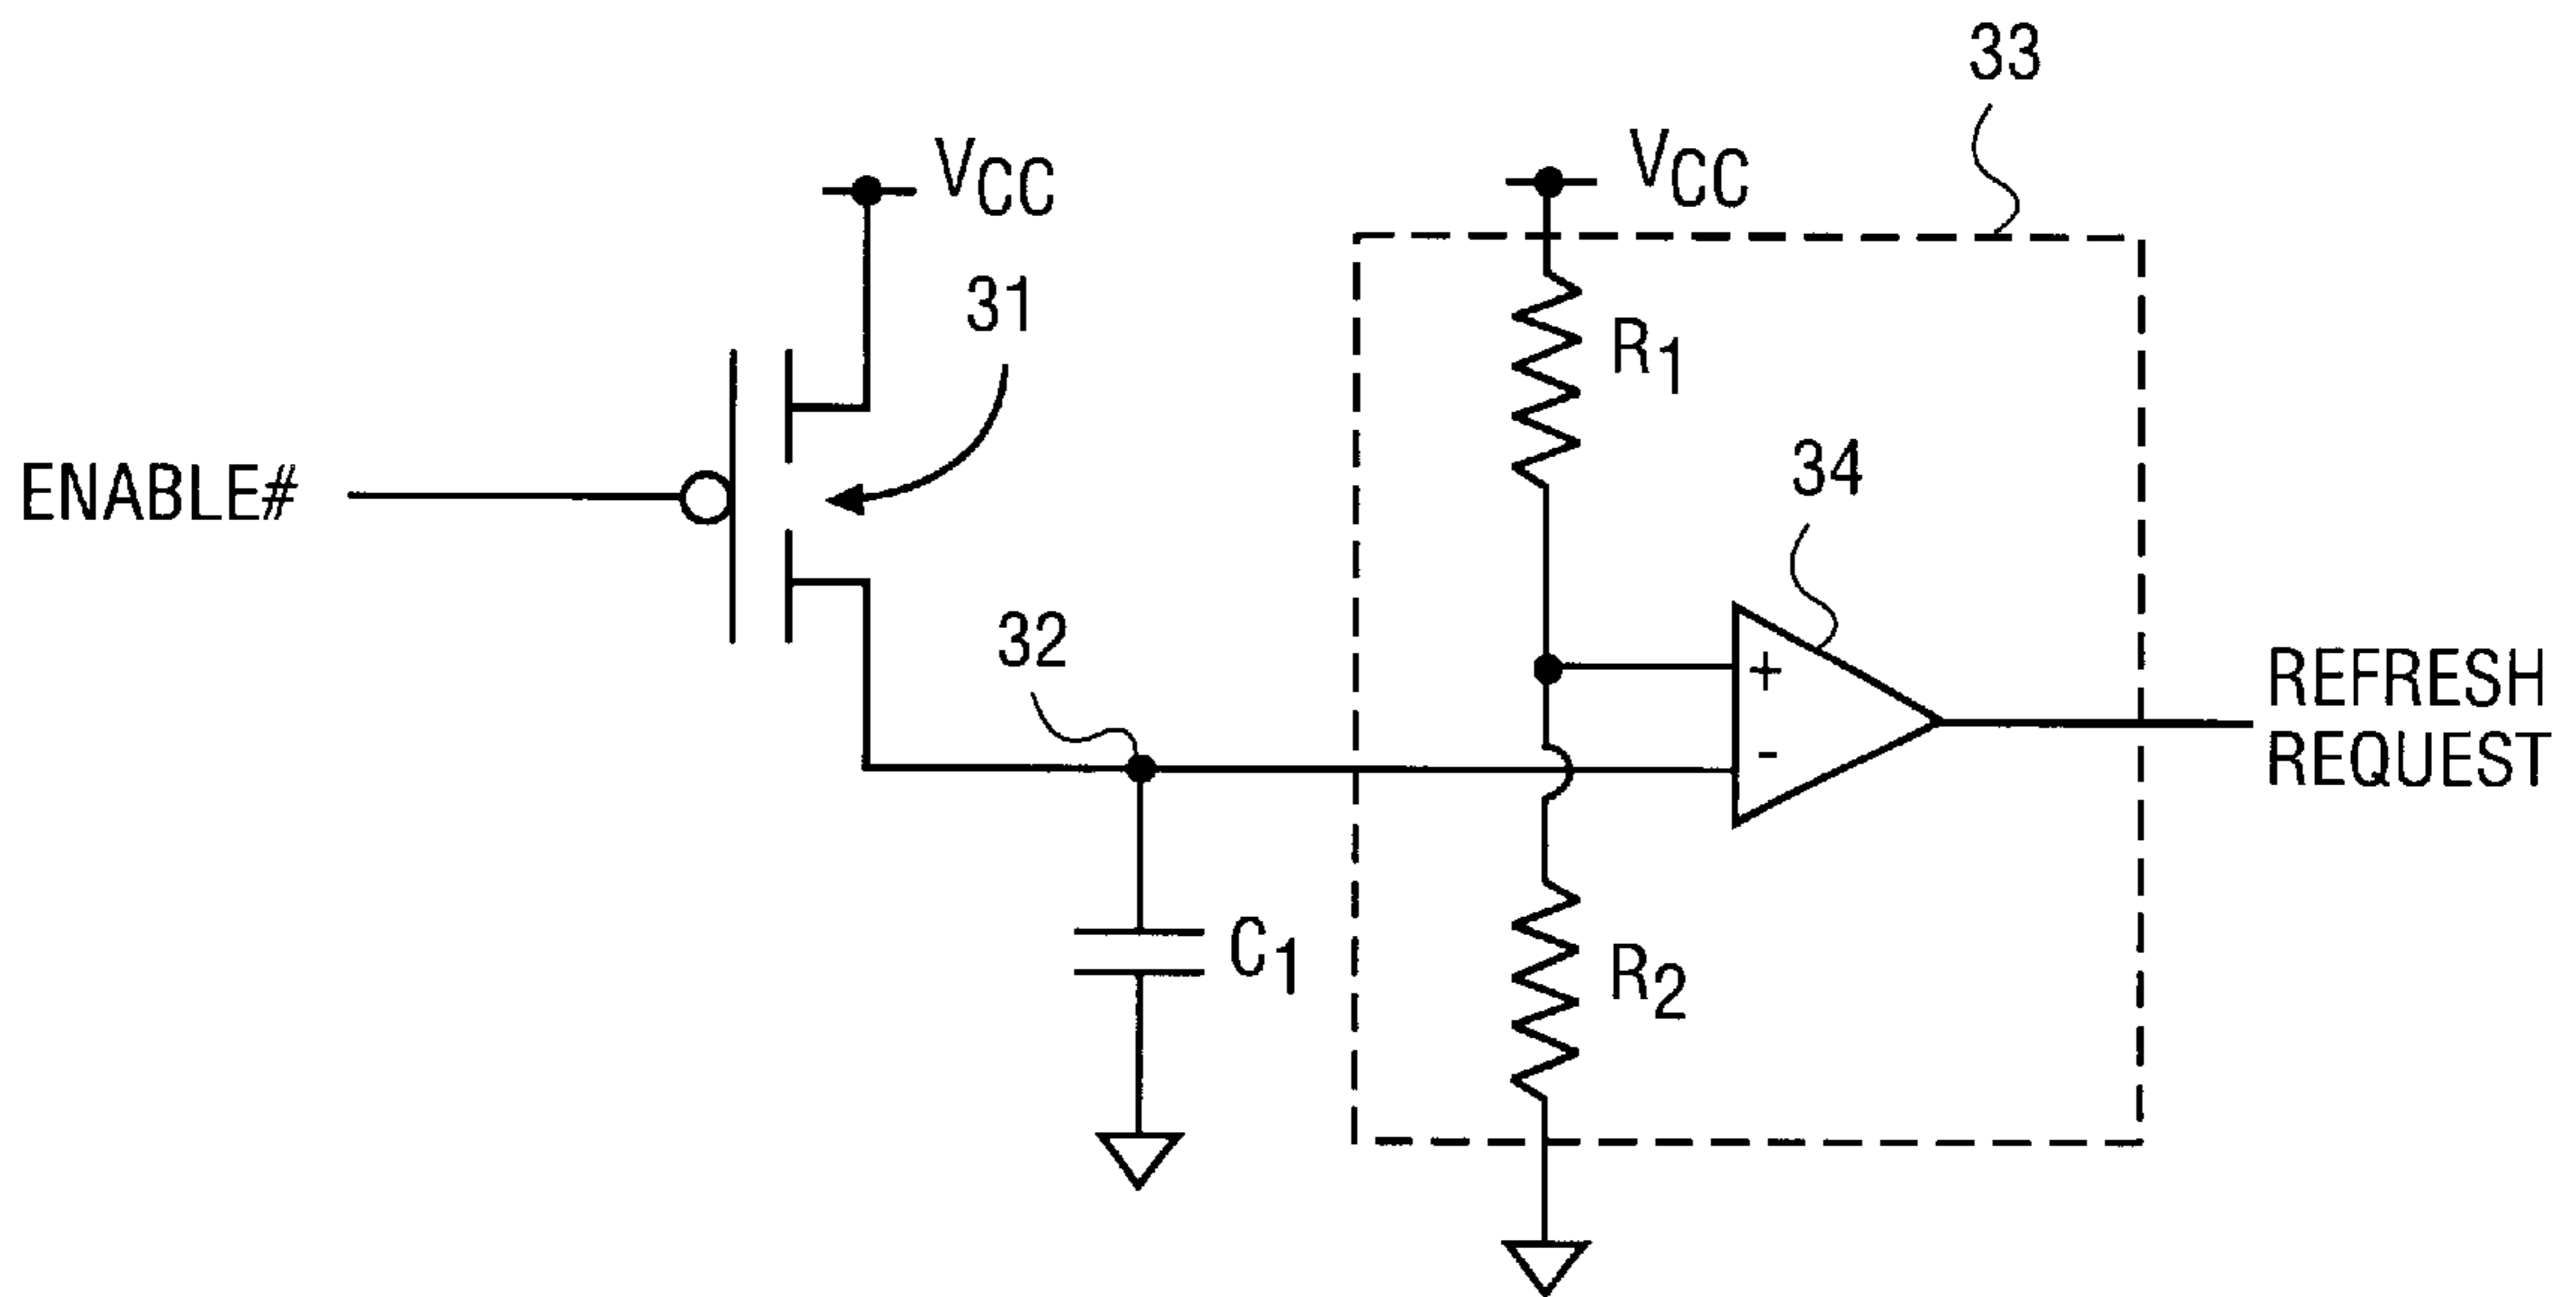 33
VCC
VCC
31
R1
34
ENABLE#
32
+
-
REFRESH
REQUEST
C1
R2